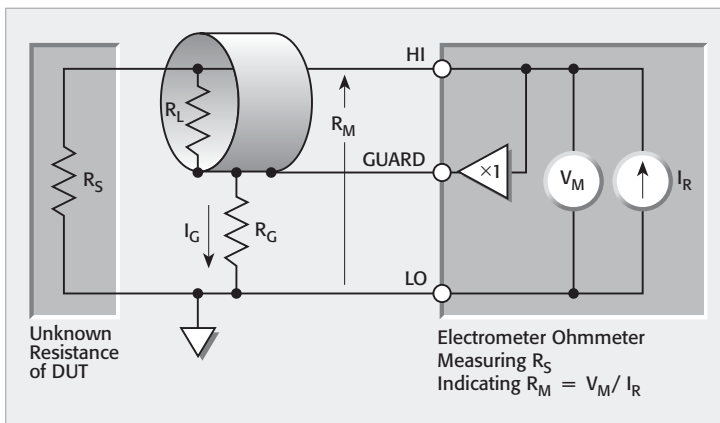 HI
R_L
R_M
GUARD
×1
R_S
V_M
I_R
I_G
R_G
LO
Unknown
Resistance
of DUT
Electrometer Ohmmeter
Measuring R_S
Indicating R_M = V_M/ I_R